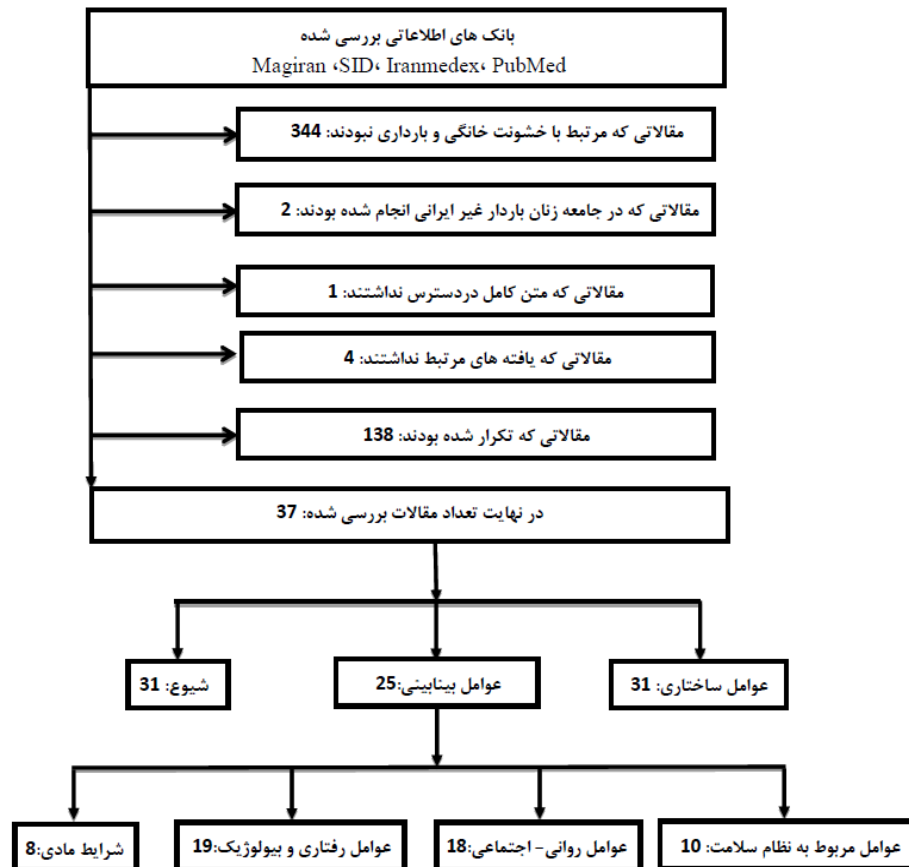 بانک های اطلاعاتی بررسی شده
Magiran ،SID، Iranmedex، PubMed
مقالاتی که مرتبط با خشونت خانگی و بارداری نبودند: 344
مقالاتی که در جامعه زنان باردار غیر ایرانی انجام شده بودند: 2
مقالاتی که متن کامل دردسترس نداشتند: 1
مقالاتی که یافته های مرتبط نداشتند: 4
مقالاتی که تکرار شده بودند: 138
در نهایت تعداد مقالات بررسی شده: 37
عوامل ساختاری: 31
عوامل بینابینی:25
شیوع: 31
عوامل مربوط به نظام سلامت: 10
عوامل روانی- اجتماعی:18
عوامل رفتاری و بیولوژیک:19
شرایط مادی:8